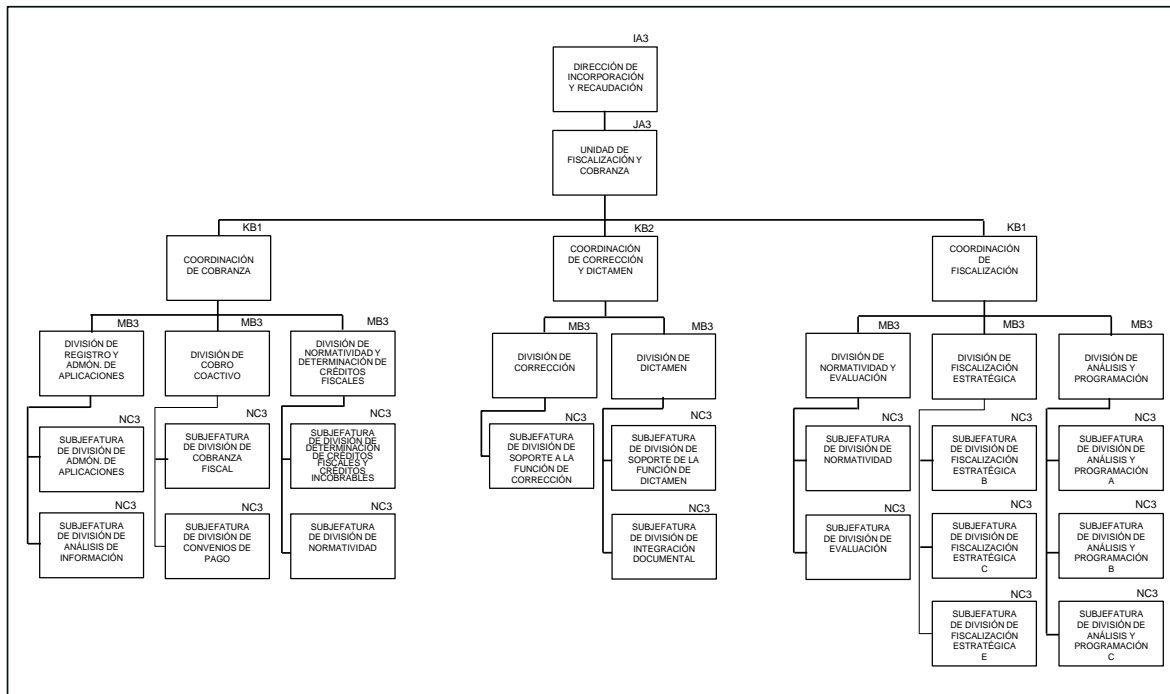 IA3
DIRECCIÓN DE
INCORPORACIÓN
Y RECAUDACIÓN
JA3
UNIDAD DE
FISCALIZACIÓN Y
COBRANZA
KB1
COORDINACIÓN
DE COBRANZA
KB2
COORDINACIÓN
DE CORRECCIÓN
Y DICTAMEN
KB1
COORDINACIÓN
DE
FISCALIZACIÓN
MB3
DIVISIÓN DE
REGISTRO Y
ADMÓN. DE
APLICACIONES
MB3
DIVISIÓN DE
COBRO
COACTIVO
MB3
DIVISIÓN DE
NORMATIVIDAD Y
DETERMINACIÓN DE
CRÉDITOS
FISCALES
MB3
DIVISIÓN DE
CORRECCIÓN
MB3
DIVISIÓN DE
DICTAMEN
MB3
DIVISIÓN DE
NORMATIVIDAD Y
EVALUACIÓN
MB3
DIVISIÓN DE
FISCALIZACIÓN
ESTRATÉGICA
MB3
DIVISIÓN DE
ANÁLISIS Y
PROGRAMACIÓN
NC3
SUBJEFATURA
DE DIVISIÓN DE
ADMÓN. DE
APLICACIONES
NC3
SUBJEFATURA
DE DIVISIÓN DE
COBRANZA
FISCAL
NC3
SUBJEFATURA
DE DIVISIÓN DE
DETERMINACIÓN
DE CRÉDITOS
FISCALES Y
CRÉDITOS
INCOBRABLES
NC3
SUBJEFATURA
DE DIVISIÓN DE
SOPORTE A LA
FUNCIÓN DE
CORRECCIÓN
NC3
SUBJEFATURA
DE DIVISIÓN DE
SOPORTE DE LA
FUNCIÓN DE
DICTAMEN
NC3
SUBJEFATURA
DE DIVISIÓN DE
NORMATIVIDAD
NC3
SUBJEFATURA
DE DIVISIÓN DE
FISCALIZACIÓN
ESTRATÉGICA
B
NC3
SUBJEFATURA
DE DIVISIÓN DE
ANÁLISIS Y
PROGRAMACIÓN
A
NC3
SUBJEFATURA
DE DIVISIÓN DE
ANÁLISIS DE
INFORMACIÓN
NC3
SUBJEFATURA
DE DIVISIÓN DE
CONVENIOS DE
PAGO
NC3
SUBJEFATURA
DE DIVISIÓN DE
NORMATIVIDAD
NC3
SUBJEFATURA
DE DIVISIÓN DE
INTEGRACIÓN
DOCUMENTAL
NC3
SUBJEFATURA
DE DIVISIÓN DE
EVALUACIÓN
NC3
SUBJEFATURA
DE DIVISIÓN DE
FISCALIZACIÓN
ESTRATÉGICA
C
NC3
SUBJEFATURA
DE DIVISIÓN DE
ANÁLISIS Y
PROGRAMACIÓN
B
NC3
SUBJEFATURA
DE DIVISIÓN DE
FISCALIZACIÓN
ESTRATÉGICA
E
NC3
SUBJEFATURA
DE DIVISIÓN DE
ANÁLISIS Y
PROGRAMACIÓN
C